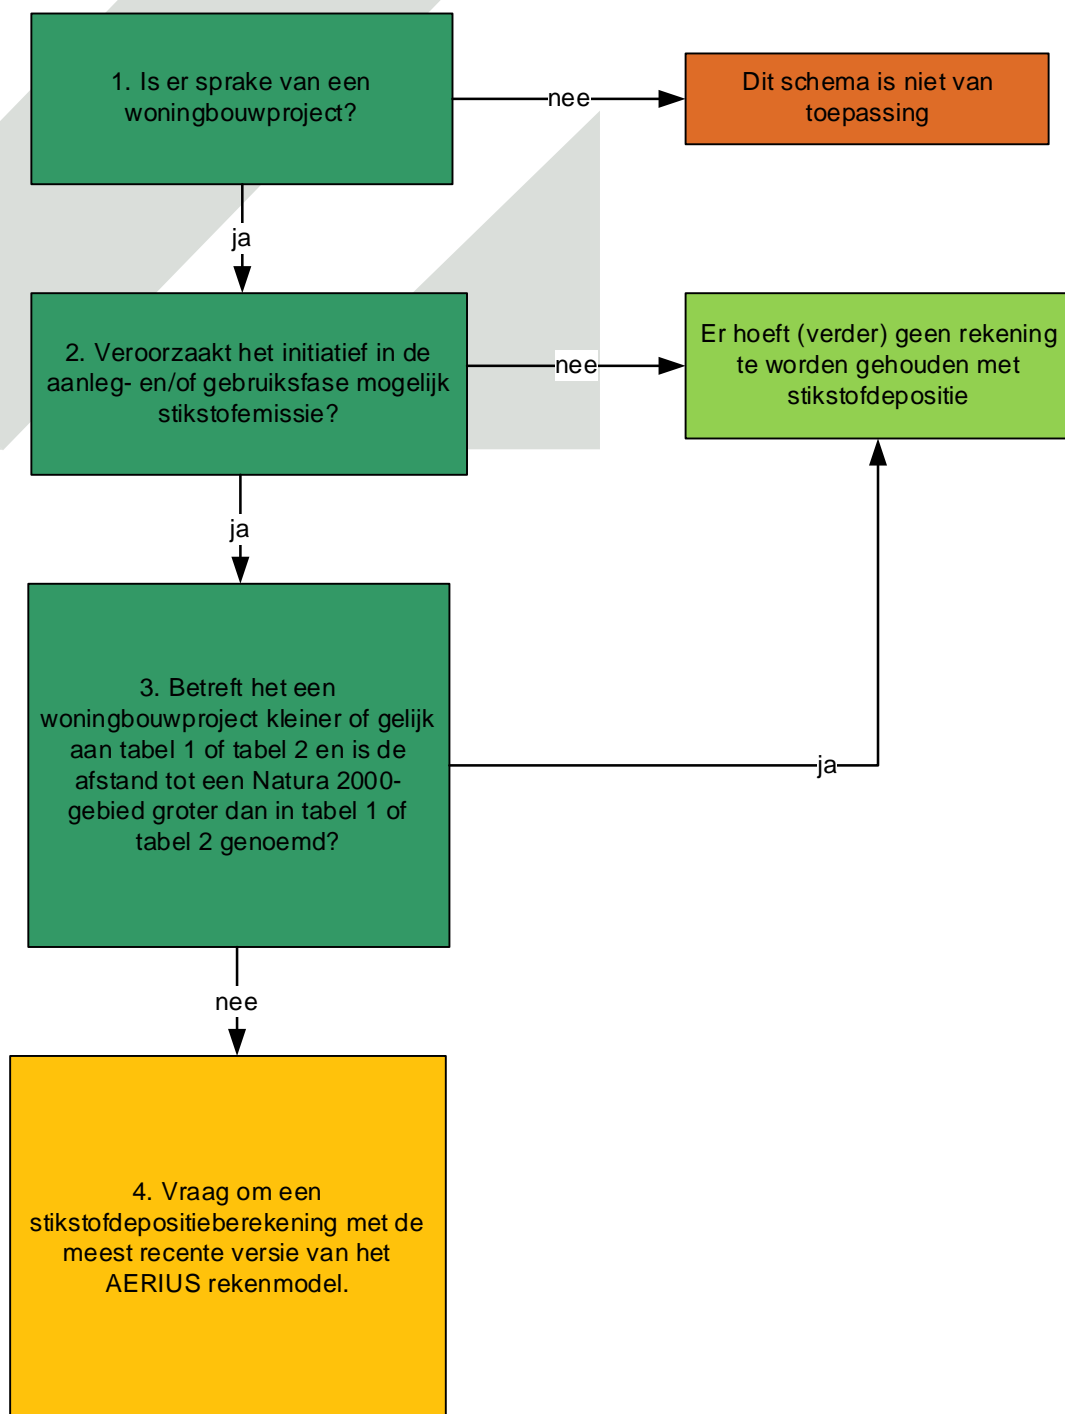 1. Is er sprake van een
woningbouwproject?
nee
Dit schema is niet van
toepassing
ja
2. Veroorzaakt het initiatief in de
aanleg- en/of gebruiksfase mogelijk
stikstofemissie?
nee
Er hoeft (verder) geen rekening
te worden gehouden met
stikstofdepositie
ja
3. Betreft het een
woningbouwproject kleiner of gelijk
aan tabel 1 of tabel 2 en is de
afstand tot een Natura 2000-
gebied groter dan in tabel 1 of
tabel 2 genoemd?
ja
nee
4. Vraag om een
stikstofdepositieberekening met de
meest recente versie van het
AERIUS rekenmodel.